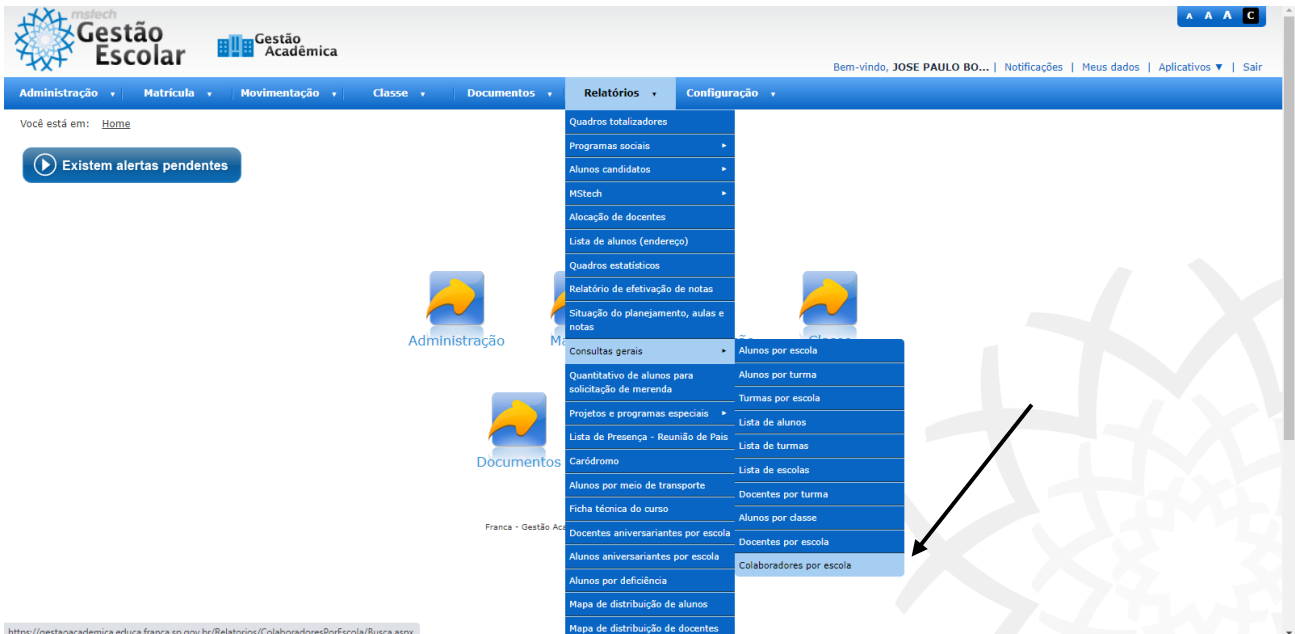 mstech
Gestão
Escolar
Gestão
Acadêmica
A A A C
Bem-vindo, JOSE PAULO BO... | Notificações | Meus dados | Aplicativos ▼ | Sair
Administração Matrícula Movimentação Classe Documentos Relatórios Configuração
Você está em: Home
Existem alertas pendentes
Quadros totalizadores
Programas sociais
Alunos candidatos
MStech
Alocação de docentes
Lista de alunos (endereço)
Quadros estatísticos
Relatório de efetivação de notas
Situação do planejamento, aulas e
notas
Consultas gerais
Quantitativo de alunos para
solicitação de merenda
Projetos e programas especiais
Lista de Presença - Reunião de Pais
Caródromo
Alunos por meio de transporte
Ficha técnica do curso
Docentes aniversariantes por escola
Alunos aniversariantes por escola
Alunos por deficiência
Mapa de distribuição de alunos
Mapa de distribuição de docentes
Alunos por escola
Alunos por turma
Turmas por escola
Lista de alunos
Lista de turmas
Lista de escolas
Docentes por turma
Alunos por classe
Docentes por escola
Colaboradores por escola
Administração
Documentos
Franca - Gestão
https://gestaoacademica.educa.franca.sp.gov.br/Relatorios/ColaboradoresPorEscola/Busca.aspx